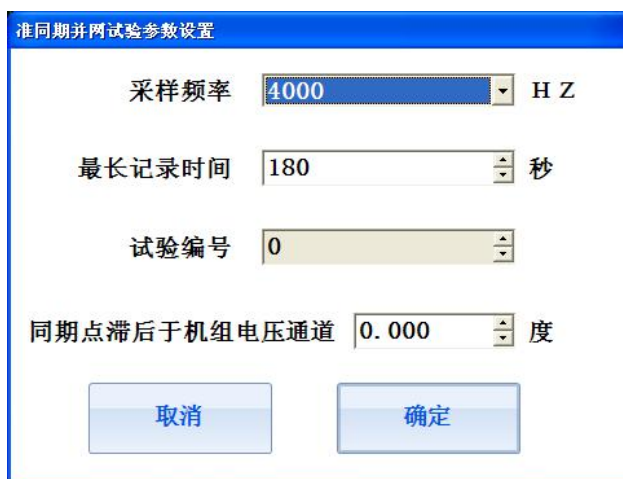 准同期并网试验参数设置
采样频率 4000 HZ
最长记录时间 180 秒
试验编号 0
同期点滞后于机组电压通道 0.000 度
取消 确定